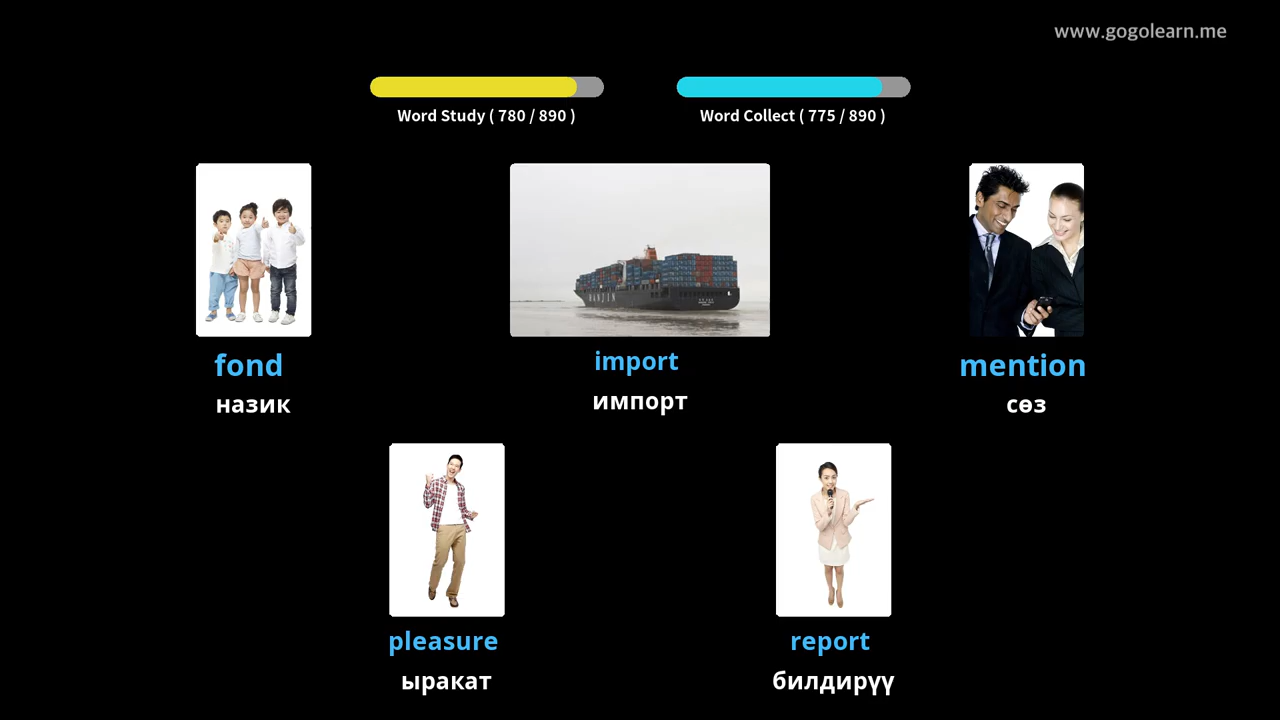 www.gogolearn.me
Word Study ( 780 / 890 )
Word Collect ( 775 / 890 )
fond
назик
import
импорт
mention
сөз
HANJIN
pleasure
ыракат
report
билдирүү